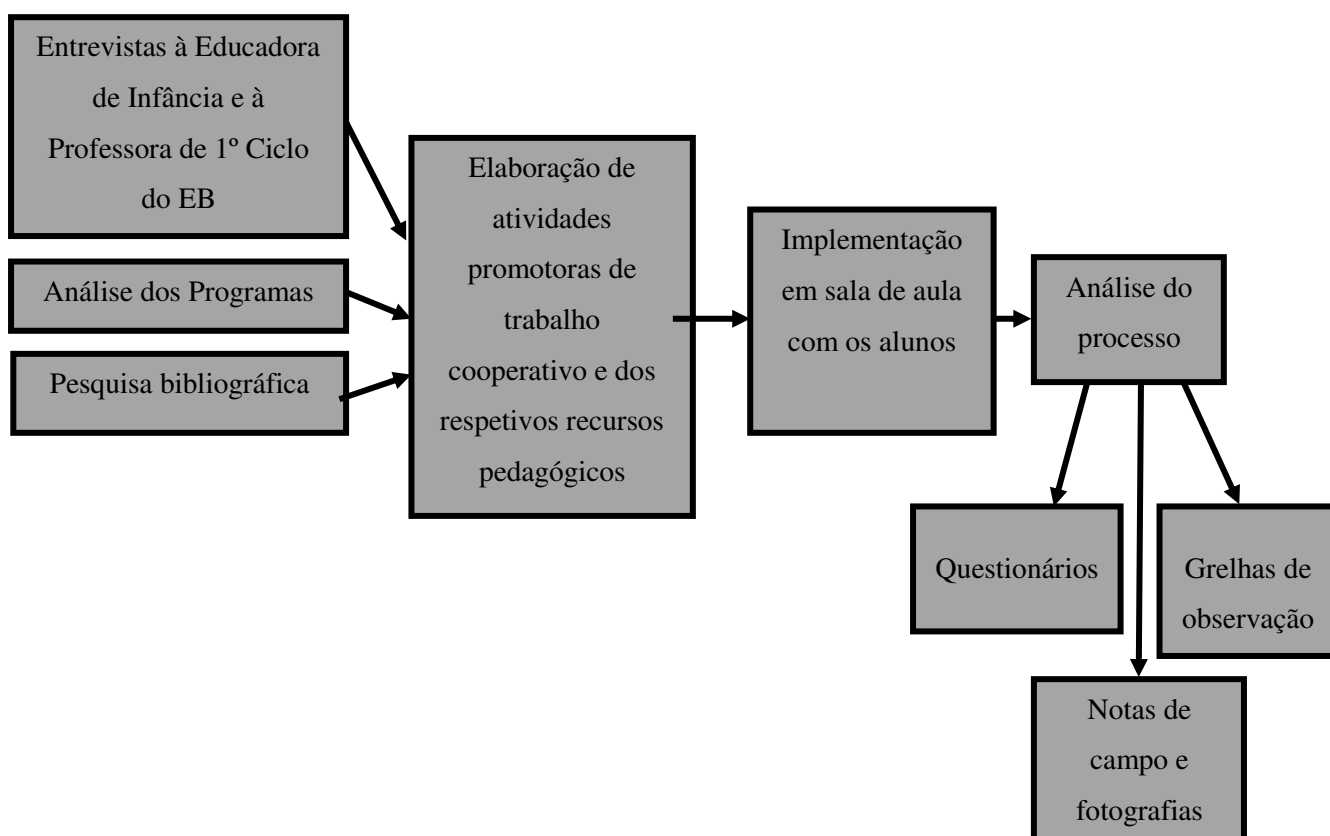 Entrevistas à Educadora
de Infância e à
Professora de 1º Ciclo
do EB
Análise dos Programas
Pesquisa bibliográfica
Elaboração de
atividades
promotoras de
trabalho
cooperativo e dos
respetivos recursos
pedagógicos
Implementação
em sala de aula
com os alunos
Análise do
processo
Questionários
Grelhas de
observação
Notas de
campo e
fotografias